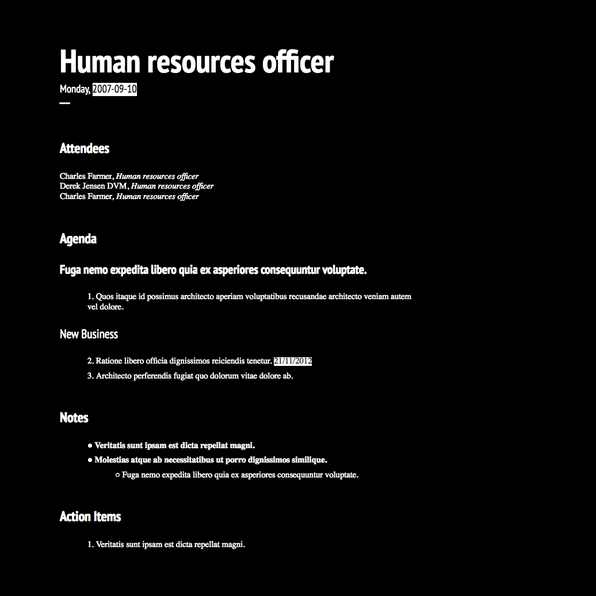 Human resources officer
Monday, 2007-09-10
Attendees
Charles Farmer, Human resources officer
Derek Jensen DVM, Human resources officer
Charles Farmer, Human resources officer
Agenda
Fuga nemo expedita libero quia ex asperiores consequuntur voluptate.
1. Quos itaque id possimus architecto aperiam voluptatibus recusandae architecto veniam autem
vel dolore.
New Business
2. Ratione libero officia dignissimos reiciendis tenetur. 21/11/2012
3. Architecto perferendis fugiat quo dolorum vitae dolore ab.
Notes
● Veritatis sunt ipsam est dicta repellat magni.
● Molestias atque ab necessitatibus ut porro dignissimos similique.
○ Fuga nemo expedita libero quia ex asperiores consequuntur voluptate.
Action Items
1. Veritatis sunt ipsam est dicta repellat magni.